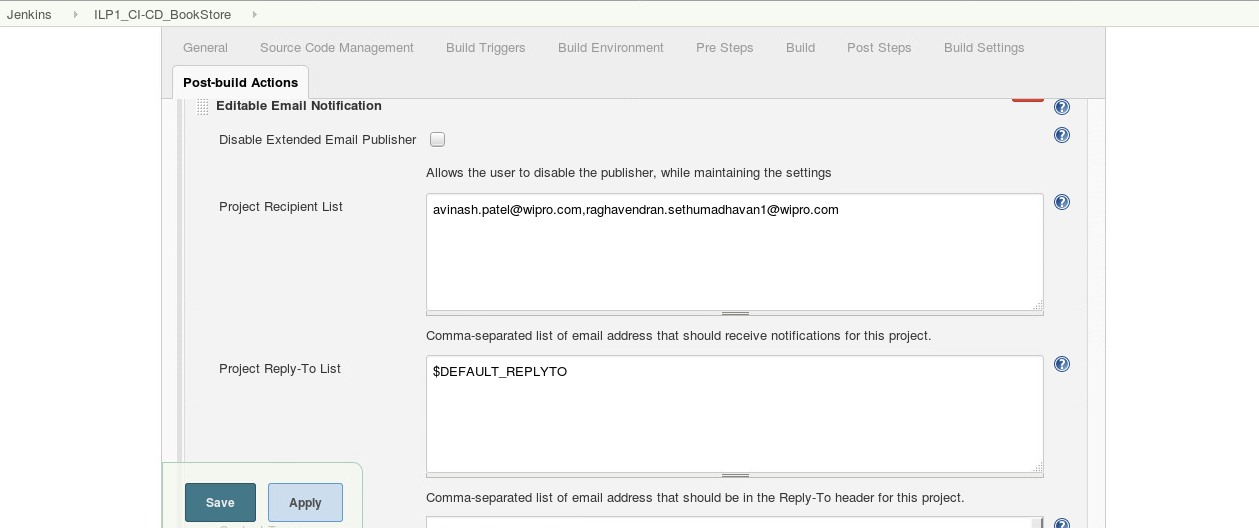 Jenkins ILP1_CI-CD_BookStore
General Source Code Management Build Triggers Build Environment Pre Steps Build Post Steps Build Settings
Post-build Actions
Editable Email Notification
Disable Extended Email Publisher
Allows the user to disable the publisher, while maintaining the settings
Project Recipient List
avinash.patel@wipro.com,raghavendran.sethumadhavan1@wipro.com
Comma-separated list of email address that should receive notifications for this project.
Project Reply-To List
$DEFAULT_REPLYTO
Save Apply
Comma-separated list of email address that should be in the Reply-To header for this project.